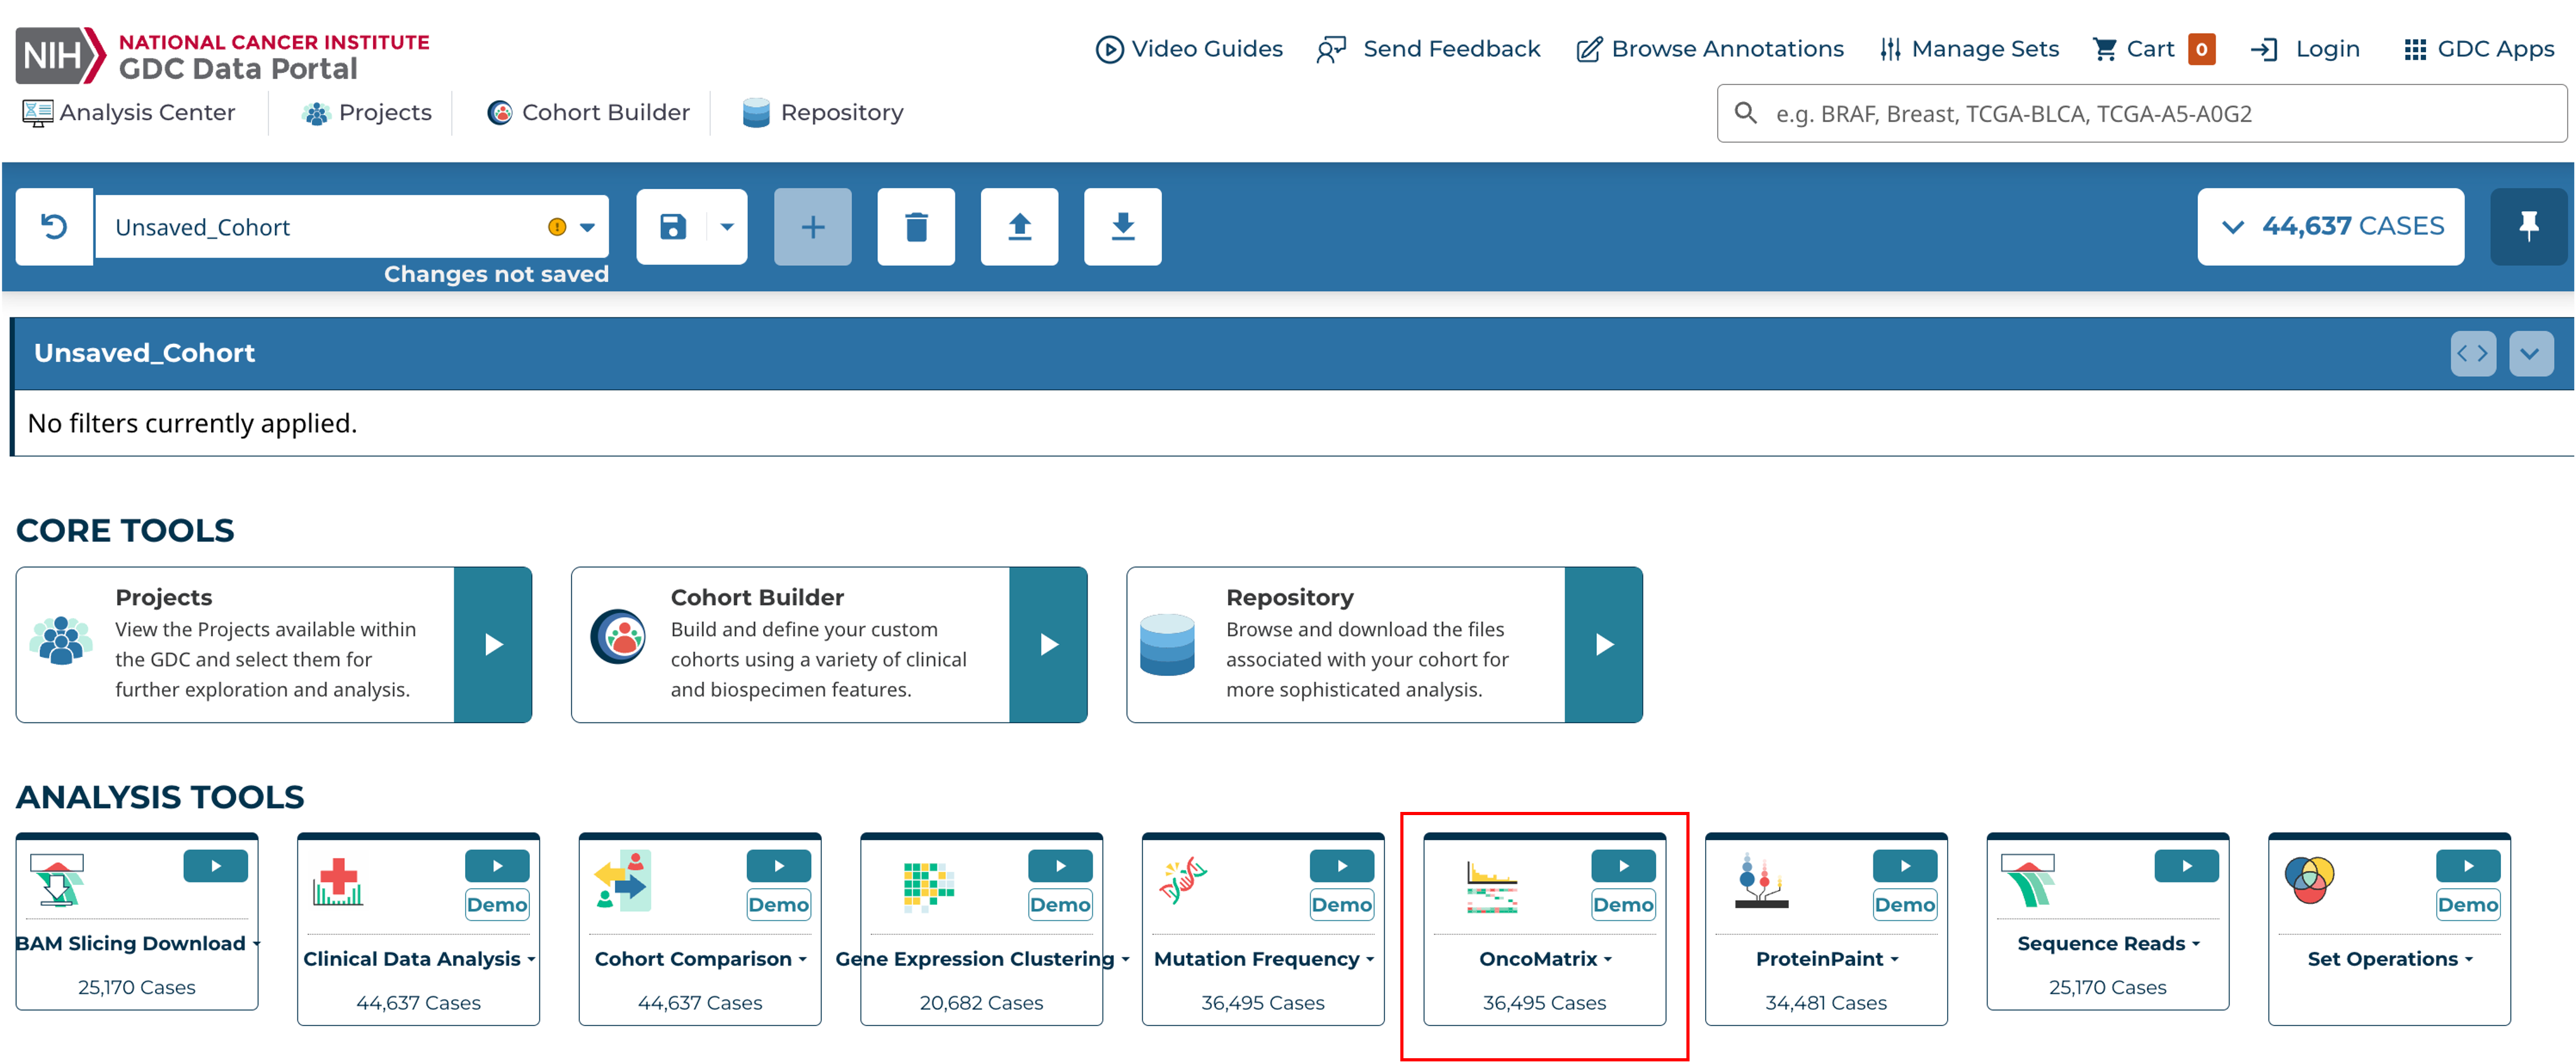 NIH NATIONAL CANCER INSTITUTE
GDC Data Portal
Video Guides Send Feedback Browse Annotations Manage Sets Cart 0 Login GDC Apps
Analysis Center Projects Cohort Builder Repository
e.g. BRAF, Breast, TCGA-BLCA, TCGA-A5-A0G2
Unsaved_Cohort
44,637 CASES
Changes not saved
Unsaved_Cohort
No filters currently applied.
CORE TOOLS
Projects
View the Projects available within
the GDC and select them for
further exploration and analysis.
Cohort Builder
Build and define your custom
cohorts using a variety of clinical
and biospecimen features.
Repository
Browse and download the files
associated with your cohort for
more sophisticated analysis.
ANALYSIS TOOLS
BAM Slicing Download
25,170 Cases
Demo
Clinical Data Analysis
44,637 Cases
Demo
Cohort Comparison
44,637 Cases
Demo
Gene Expression Clustering
20,682 Cases
Demo
Mutation Frequency
36,495 Cases
Demo
OncoMatrix
36,495 Cases
Demo
ProteinPaint
34,481 Cases
Sequence Reads
25,170 Cases
Demo
Set Operations